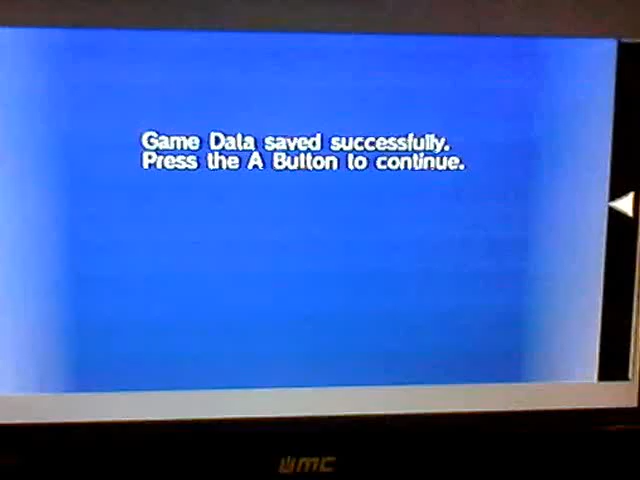 Game Data saved successfully.
Press the A Button to continue.
umc